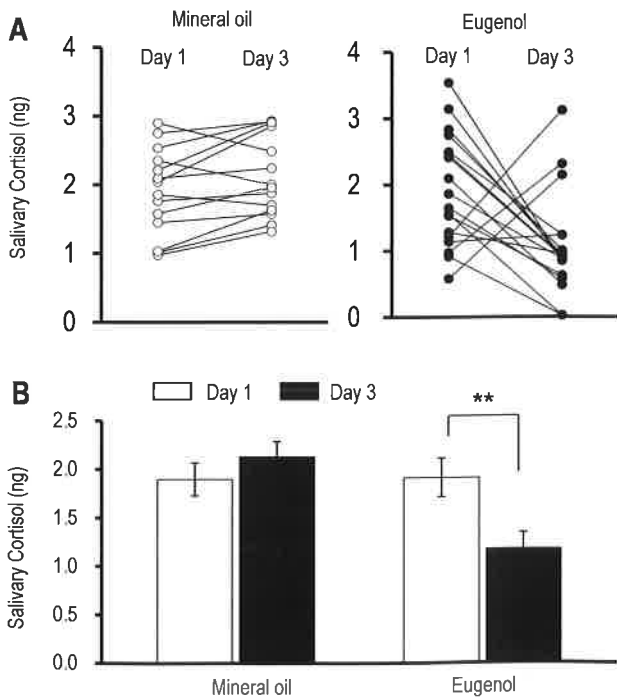 A
Mineral oil
Eugenol
Day 1
Day 3
Day 1
Day 3
Salivary Cortisol (ng)
4
3
2
1
0
4
3
2
1
0
B
Day 1
Day 3
Salivary Cortisol (ng)
2.5
2.0
1.5
1.0
0.5
0.0
**
Mineral oil
Eugenol